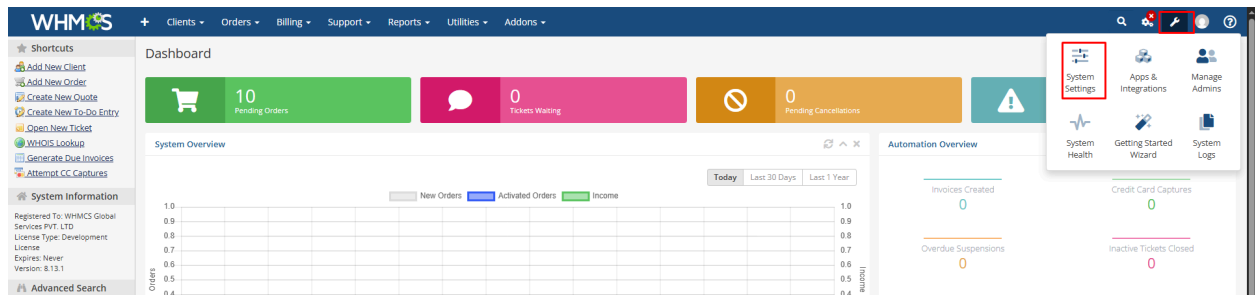 WHMCS
+ Clients Orders Billing Support Reports Utilities Addons
Shortcuts
Add New Client
Add New Order
Create New Quote
Create New To-Do Entry
Open New Ticket
WHOIS Lookup
Generate Due Invoices
Attempt CC Captures
System Information
Registered To: WHMCS Global
Services PVT. LTD
License Type: Development
License
Expires: Never
Version: 8.13.1
Advanced Search
Dashboard
10
Pending Orders
0
Tickets Waiting
0
Pending Cancellations
System
Settings
Apps &
Integrations
Manage
Admins
System
Health
Getting Started
Wizard
System
Logs
System Overview
Today Last 30 Days Last 1 Year
New Orders Activated Orders Income
1.0 1.0
0.9 0.9
0.8 0.8
0.7 0.7
0.6 0.6
0.5 0.5
0.4 0.4
Orders
Income
Automation Overview
Invoices Created
0
Credit Card Captures
0
Overdue Suspensions
0
Inactive Tickets Closed
0